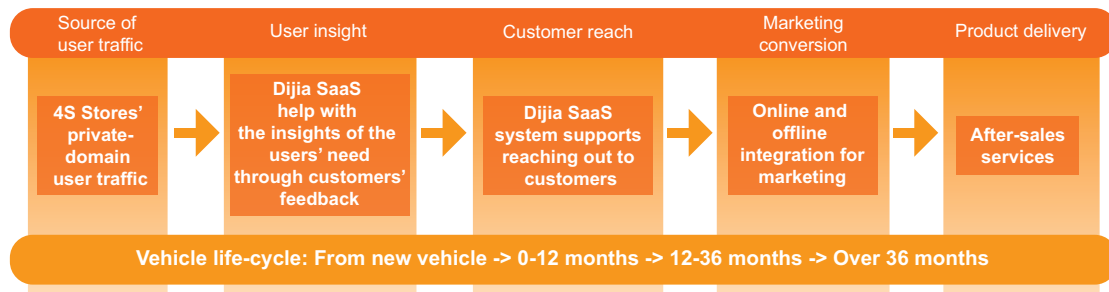 Source of
user traffic
User insight
Customer reach
Marketing
conversion
Product delivery
4S Stores’
private-
domain
user traffic
Dijia SaaS
help with
the insights of the
users’ need
through customers’
feedback
Dijia SaaS
system supports
reaching out to
customers
Online and
offline
integration for
marketing
After-sales
services
Vehicle life-cycle: From new vehicle -> 0-12 months -> 12-36 months -> Over 36 months